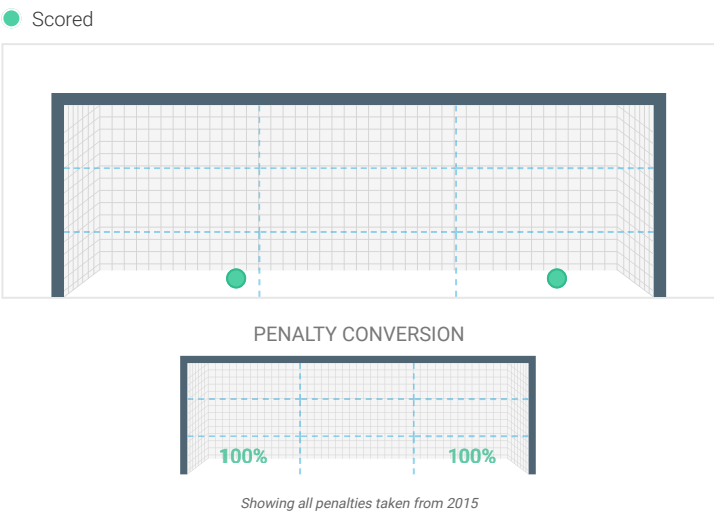 Scored
PENALTY CONVERSION
100% 100%
Showing all penalties taken from 2015